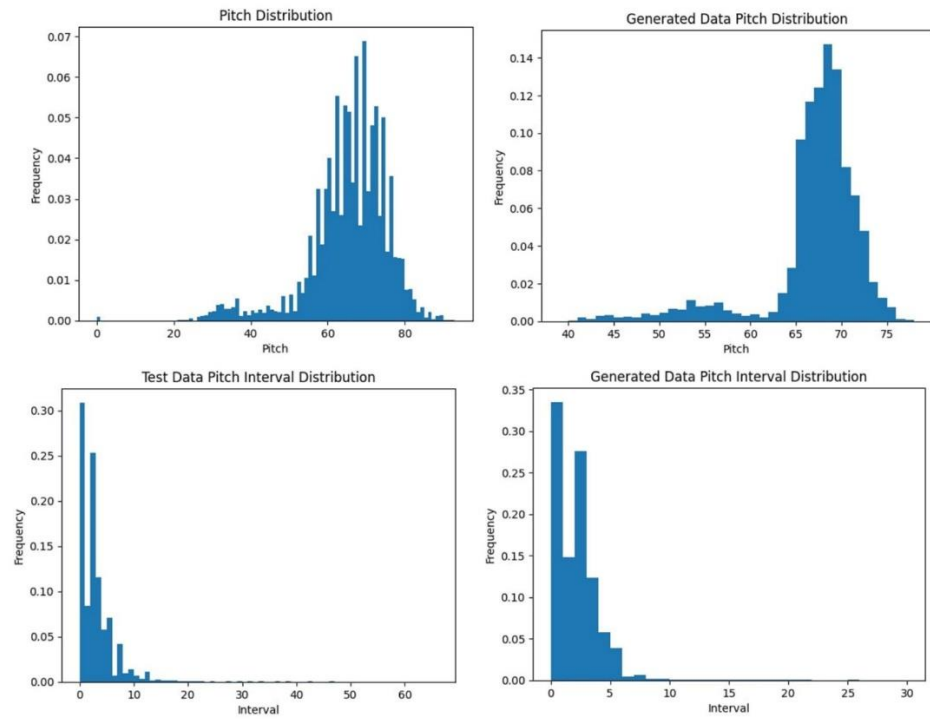 Pitch Distribution
0.07
0.06
0.05
0.04
0.03
0.02
0.01
0.00
Frequency
0 20 40 60 80
Pitch
Generated Data Pitch Distribution
0.14
0.12
0.10
0.08
0.06
0.04
0.02
0.00
Frequency
40 45 50 55 60 65 70 75
Pitch
Test Data Pitch Interval Distribution
0.30
0.25
0.20
0.15
0.10
0.05
0.00
Frequency
0 10 20 30 40 50 60
Interval
Generated Data Pitch Interval Distribution
0.35
0.30
0.25
0.20
0.15
0.10
0.05
0.00
Frequency
0 5 10 15 20 25 30
Interval